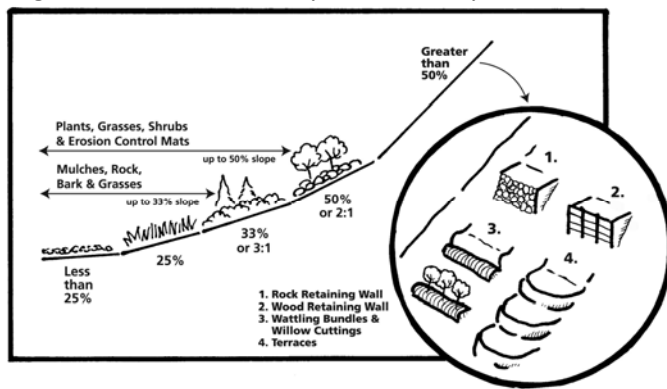 Greater
than
50%
Plants, Grasses, Shrubs
& Erosion Control Mats
up to 50% slope
Mulches, Rock,
Bark & Grasses
up to 33% slope
50%
or 2:1
33%
or 3:1
25%
Less
than
25%
1.
2.
3.
4.
1. Rock Retaining Wall
2. Wood Retaining Wall
3. Wattling Bundles &
Willow Cuttings
4. Terraces